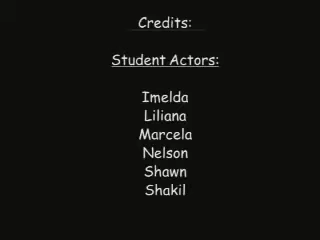 Credits:
Student Actors:
Imelda
Liliana
Marcela
Nelson
Shawn
Shakil